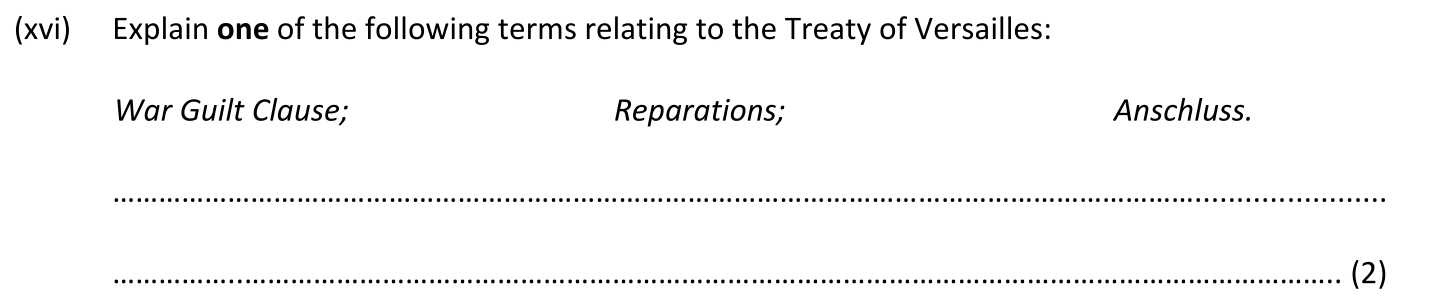 (xvi) Explain one of the following terms relating to the Treaty of Versailles:
War Guilt Clause; Reparations; Anschluss.
....................................................................................................
.................................................................................................... (2)